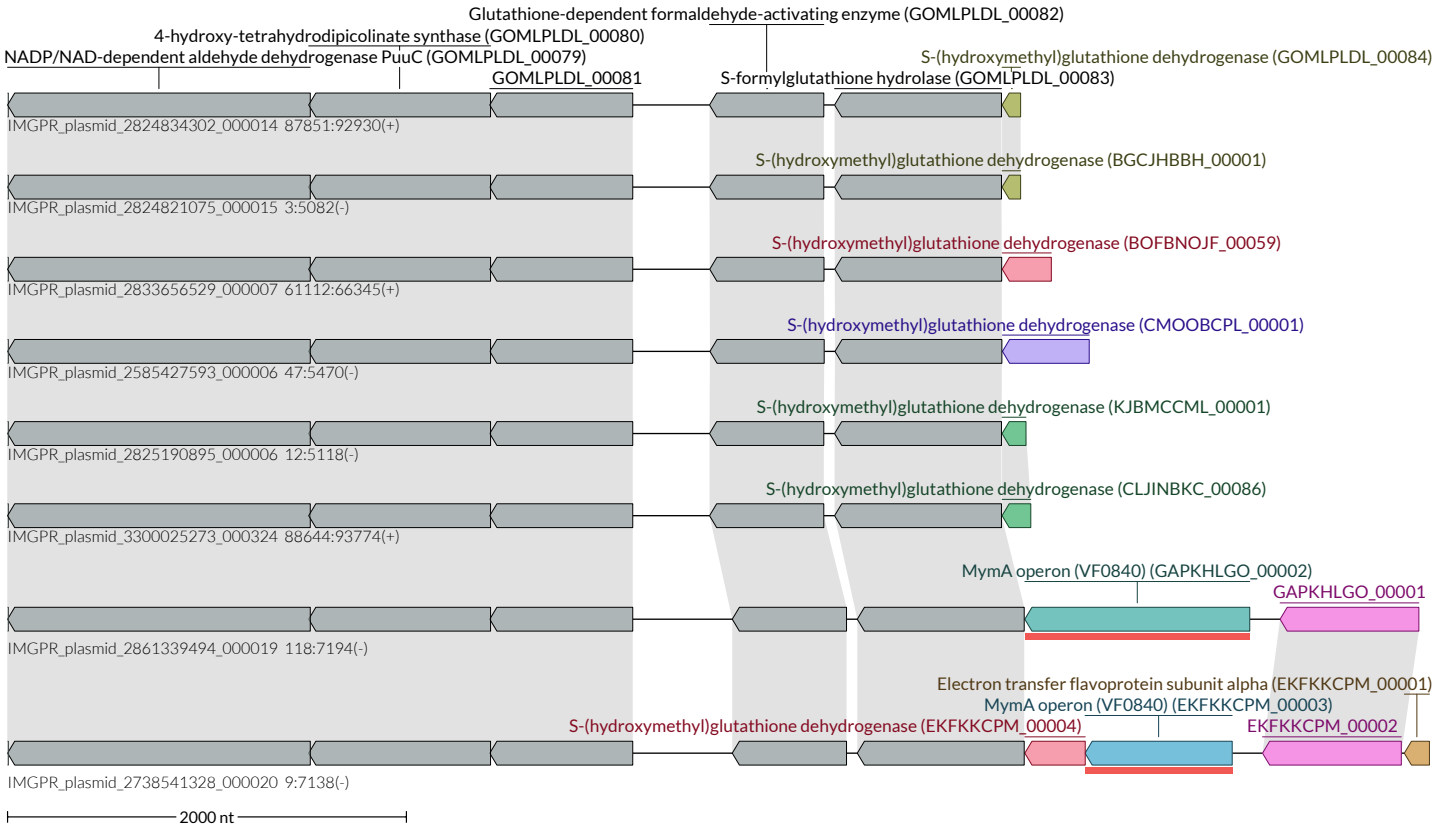 Glutathione-dependent formaldehyde-activating enzyme (GOMLPLDL_00082)
4-hydroxy-tetrahydrodipicolinate synthase (GOMLPLDL_00080)
NADP/NAD-dependent aldehyde dehydrogenase PuuC (GOMLPLDL_00079)
S-(hydroxymethyl)glutathione dehydrogenase (GOMLPLDL_00084)
GOMLPLDL_00081
S-formylglutathione hydrolase (GOMLPLDL_00083)
IMGPR_plasmid_2824834302_000014 87851:92930(+)
S-(hydroxymethyl)glutathione dehydrogenase (BGCJHBBH_00001)
IMGPR_plasmid_2824821075_000015 3:5082(-)
S-(hydroxymethyl)glutathione dehydrogenase (BOFBNOJF_00059)
IMGPR_plasmid_2833656529_000007 61112:66345(+)
S-(hydroxymethyl)glutathione dehydrogenase (CMOOBCPL_00001)
IMGPR_plasmid_2585427593_000006 47:5470(-)
S-(hydroxymethyl)glutathione dehydrogenase (KJBMCCML_00001)
IMGPR_plasmid_2825190895_000006 12:5118(-)
S-(hydroxymethyl)glutathione dehydrogenase (CLJINBKC_00086)
IMGPR_plasmid_3300025273_000324 88644:93774(+)
MymA operon (VF0840) (GAPKHLGO_00002)
GAPKHLGO_00001
IMGPR_plasmid_2861339494_000019 118:7194(-)
Electron transfer flavoprotein subunit alpha (EKFKKCPM_00001)
MymA operon (VF0840) (EKFKKCPM_00003)
S-(hydroxymethyl)glutathione dehydrogenase (EKFKKCPM_00004)
EKFKKCPM_00002
IMGPR_plasmid_2738541328_000020 9:7138(-)
2000 nt